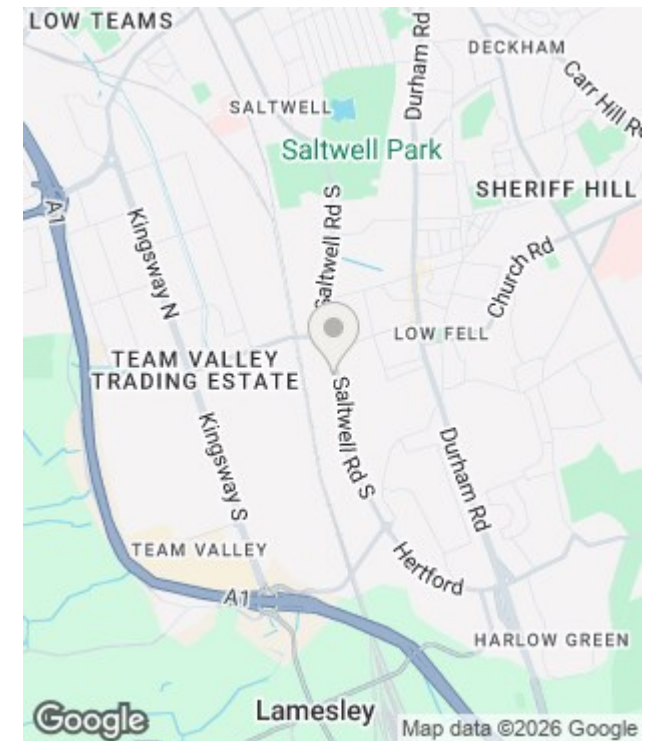 LOW TEAMS
Durham Rd
DECKHAM
Carr Hill Ro
SALTWELL
Saltwell Park
A1
Kingsway N
Saltwell Rd S
SHERIFF HILL
Church Rd
LOW FELL
TEAM VALLEY
TRADING ESTATE
Saltwell Rd S
Kingsway S
Durham Rd
TEAM VALLEY
Hertford
A1
HARLOW GREEN
Lamesley
Google
Map data ©2026 Google